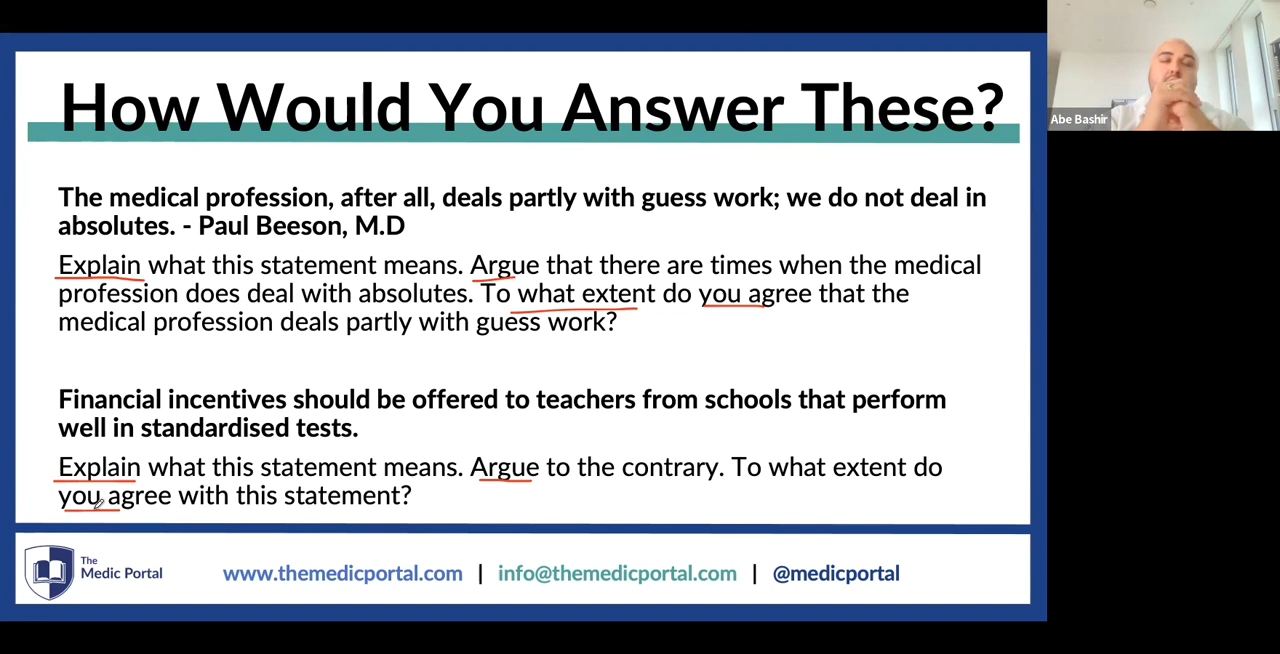 How Would You Answer These?
Abe Bashir
The medical profession, after all, deals partly with guess work; we do not deal in
absolutes. - Paul Beeson, M.D
Explain what this statement means. Argue that there are times when the medical
profession does deal with absolutes. To what extent do you agree that the
medical profession deals partly with guess work?
Financial incentives should be offered to teachers from schools that perform
well in standardised tests.
Explain what this statement means. Argue to the contrary. To what extent do
you agree with this statement?
The
Medic Portal
www.themedicportal.com | info@themedicportal.com | @medicportal